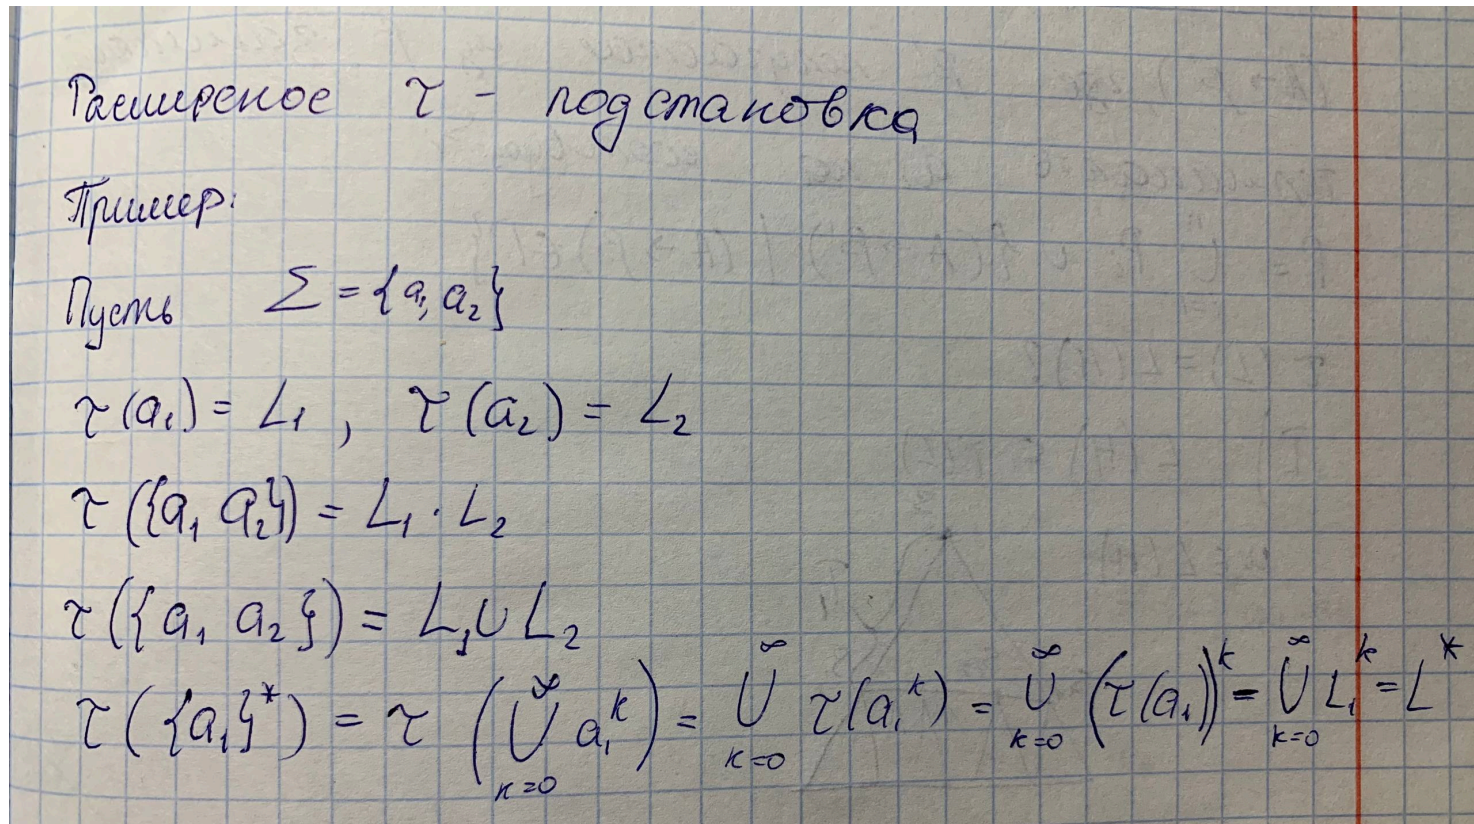 Расширеное τ - подстановка
Пример:
Пусть Σ = {a₁, a₂}
τ(a₁) = L₁ , τ(a₂) = L₂
τ({a₁ a₂}) = L₁ · L₂
τ({a₁ a₂}) = L₁ ∪ L₂
τ({a₁}*) = τ (⋃_{k=0}^{∞} a₁^k) = ⋃_{k=0}^{∞} τ(a₁^k) = ⋃_{k=0}^{∞} (τ(a₁))^k = ⋃_{k=0}^{∞} L₁^k = L*